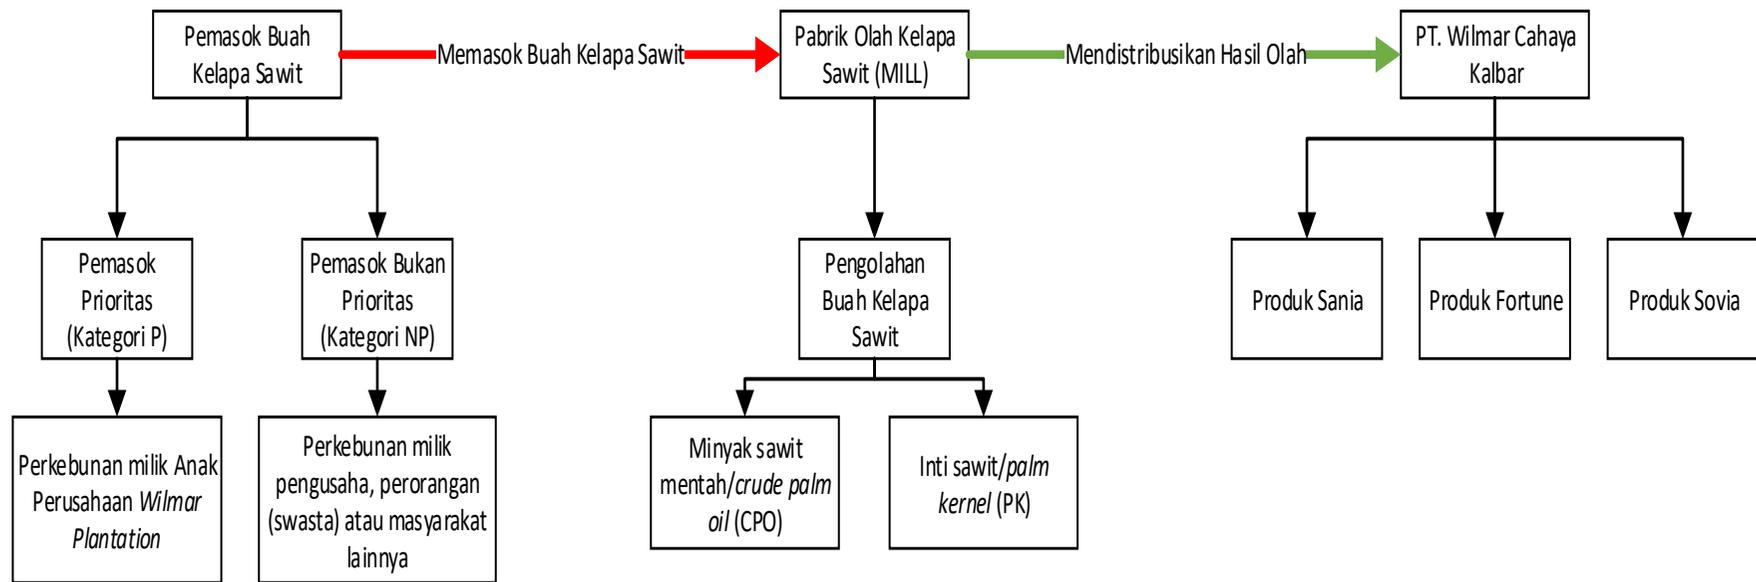 Pemasok Buah
Kelapa Sawit
Memasok Buah Kelapa Sawit
Pabrik Olah Kelapa
Sawit (MILL)
Mendistribusikan Hasil Olah
PT. Wilmar Cahaya
Kalbar
Pemasok
Prioritas
(Kategori P)
Pemasok Bukan
Prioritas
(Kategori NP)
Pengolahan
Buah Kelapa
Sawit
Produk Sania
Produk Fortune
Produk Sovia
Perkebunan milik Anak
Perusahaan Wilmar
Plantation
Perkebunan milik
pengusaha, perorangan
(swasta) atau masyarakat
lainnya
Minyak sawit
mentah/crude palm
oil (CPO)
Inti sawit/palm
kernel (PK)